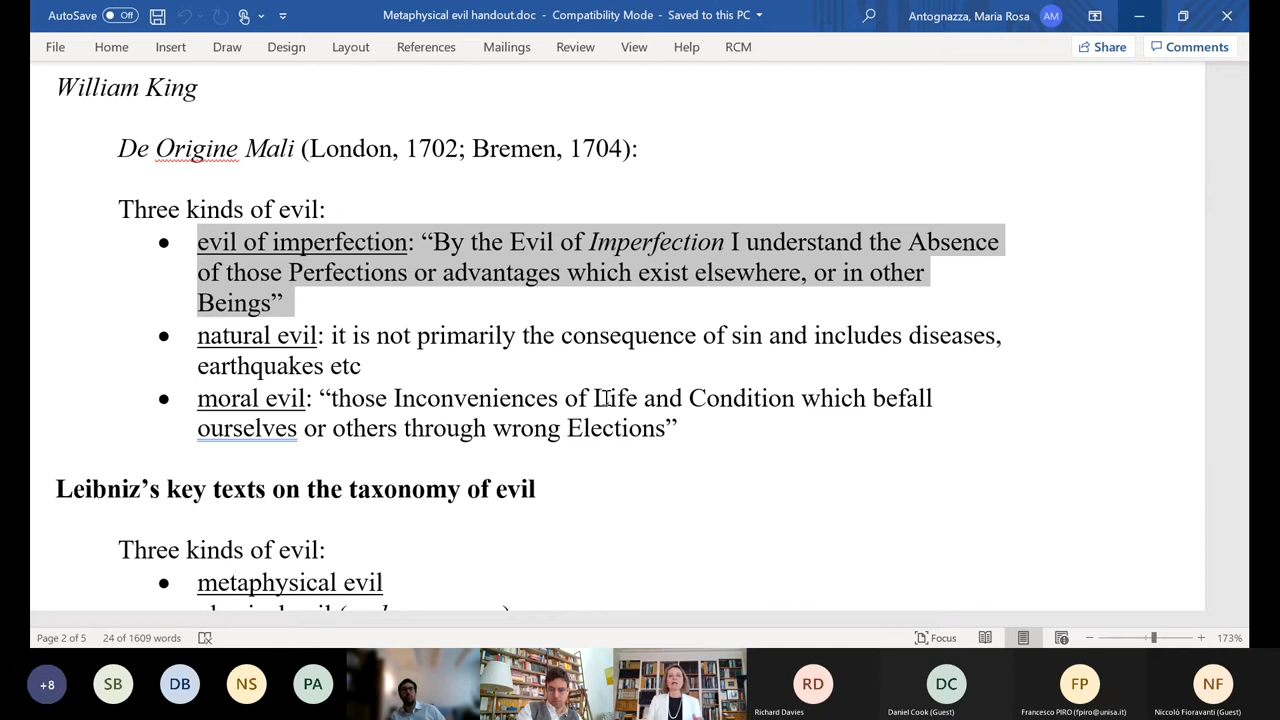 AutoSave Off Metaphysical evil handout.doc - Compatibility Mode - Saved to this PC Antognazza, Maria Rosa AM
File Home Insert Draw Design Layout References Mailings Review View Help RCM Share Comments
William King
De Origine Mali (London, 1702; Bremen, 1704):
Three kinds of evil:
• evil of imperfection: “By the Evil of Imperfection I understand the Absence
of those Perfections or advantages which exist elsewhere, or in other
Beings”
• natural evil: it is not primarily the consequence of sin and includes diseases,
earthquakes etc
• moral evil: “those Inconveniences of Life and Condition which befall
ourselves or others through wrong Elections”
Leibniz’s key texts on the taxonomy of evil
Three kinds of evil:
• metaphysical evil
Page 2 of 5 24 of 1609 words Focus 173%
+8 SB DB NS PA RD DC FP NF
Richard Davies Daniel Cook (Guest) Francesco PIRO (fpiro@unisa.it) Niccolò Fioravanti (Guest)